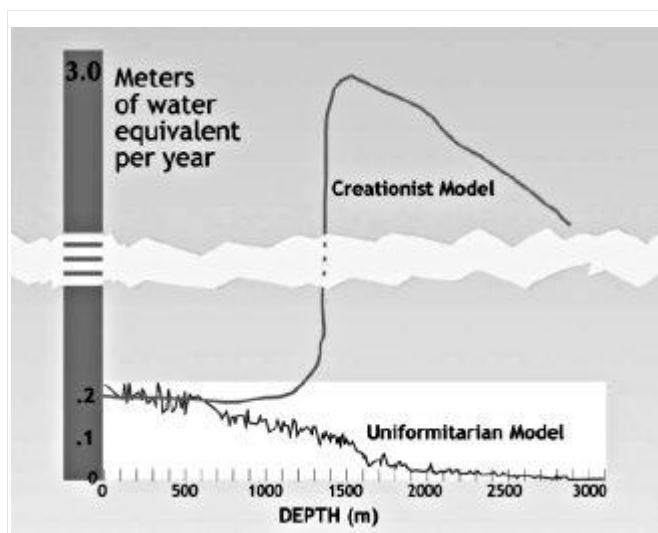 3.0
Meters
of water
equivalent
per year
Creationist Model
.2
.1
0
Uniformitarian Model
0 500 1000 1500 2000 2500 3000
DEPTH (m)